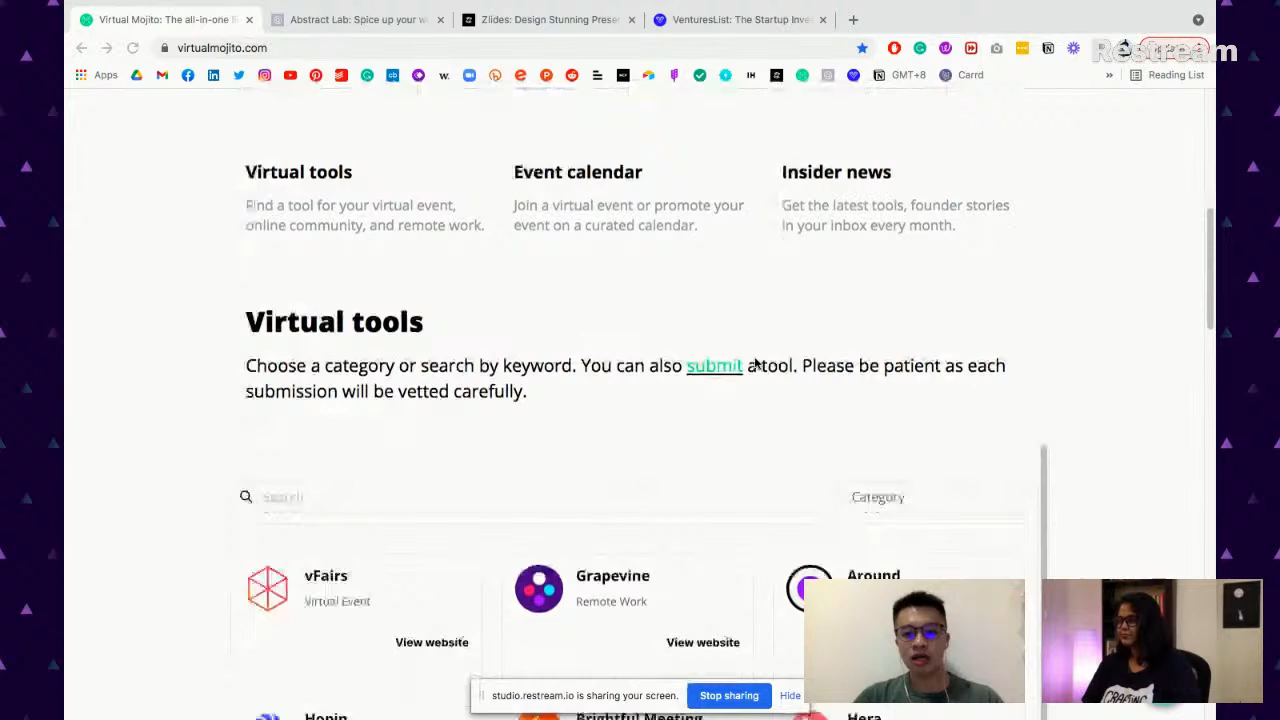 Virtual Mojito: The all-in-one
Abstract Lab: Spice up your w
Zlides: Design Stunning Prese
VenturesList: The Startup Inve
virtualmojito.com
Restream
Apps
GMT+8
Carrd
»
Reading List
Virtual tools
Event calendar
Insider news
Find a tool for your virtual event,
online community, and remote work.
Join a virtual event or promote your
event on a curated calendar.
Get the latest tools, founder stories
in your inbox every month.
Virtual tools
Choose a category or search by keyword. You can also submit a tool. Please be patient as each
submission will be vetted carefully.
Search
Category
vFairs
Virtual Event
View website
Grapevine
Remote Work
View website
Around
studio.restream.io is sharing your screen.
Stop sharing
Hide
Hopin
Brightful Meeting
Hera